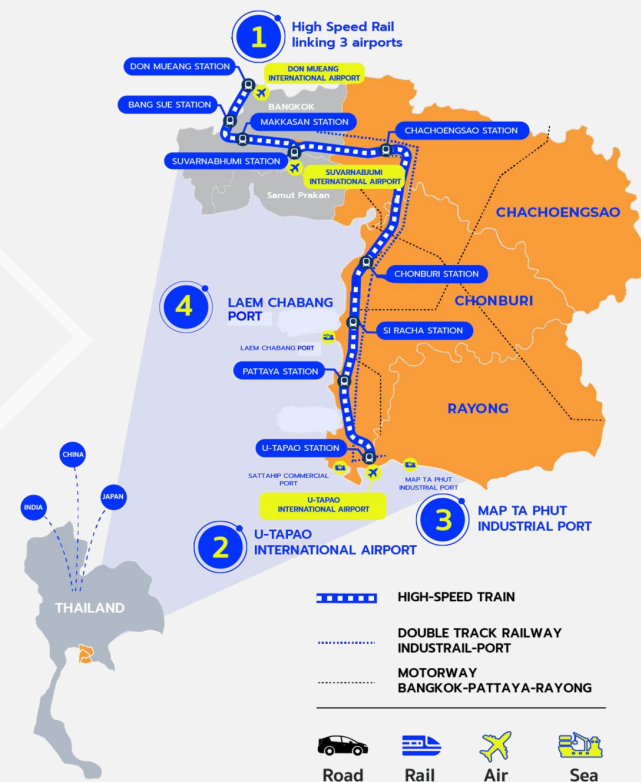 1
High Speed Rail
linking 3 airports
DON MUEANG STATION
DON MUEANG
INTERNATIONAL AIRPORT
BANG SUE STATION
BANGKOK
MAKKASAN STATION
CHACHOENGSAO STATION
SUVARNABHUMI STATION
SUVARNABJUMI
INTERNATIONAL AIRPORT
Samut Prakan
CHACHOENGSAO
CHONBURI STATION
4
LAEM CHABANG
PORT
CHONBURI
SI RACHA STATION
LAEM CHABANG PORT
PATTAYA STATION
RAYONG
U-TAPAO STATION
SATTAHIP COMMERCIAL
PORT
MAP TA PHUT
INDUSTRIAL PORT
U-TAPAO
INTERNATIONAL AIRPORT
2
U-TAPAO
INTERNATIONAL AIRPORT
3
MAP TA PHUT
INDUSTRIAL PORT
CHINA
INDIA
JAPAN
THAILAND
HIGH-SPEED TRAIN
DOUBLE TRACK RAILWAY
INDUSTRAIL-PORT
MOTORWAY
BANGKOK-PATTAYA-RAYONG
Road
Rail
Air
Sea